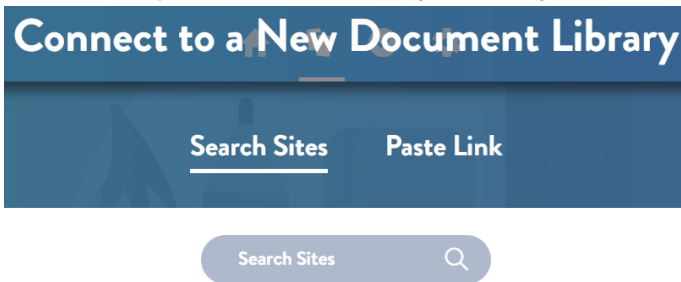 Connect to a New Document Library
Search Sites Paste Link
Search Sites